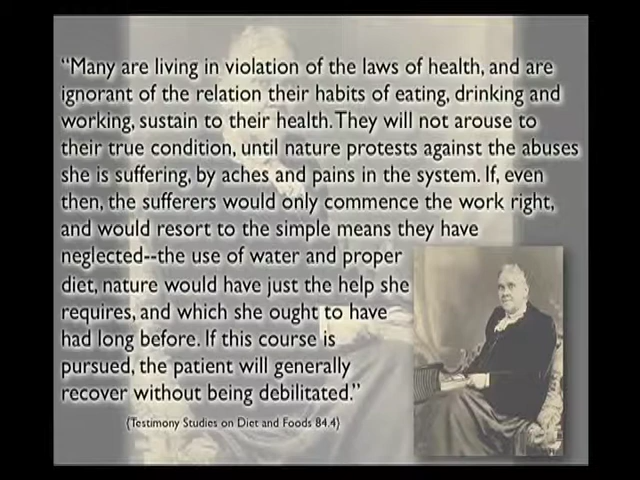 “Many are living in violation of the laws of health, and are
ignorant of the relation their habits of eating, drinking and
working, sustain to their health. They will not arouse to
their true condition, until nature protests against the abuses
she is suffering, by aches and pains in the system. If, even
then, the sufferers would only commence the work right,
and would resort to the simple means they have
neglected--the use of water and proper
diet, nature would have just the help she
requires, and which she ought to have
had long before. If this course is
pursued, the patient will generally
recover without being debilitated.”
(Testimony Studies on Diet and Foods 84.4)